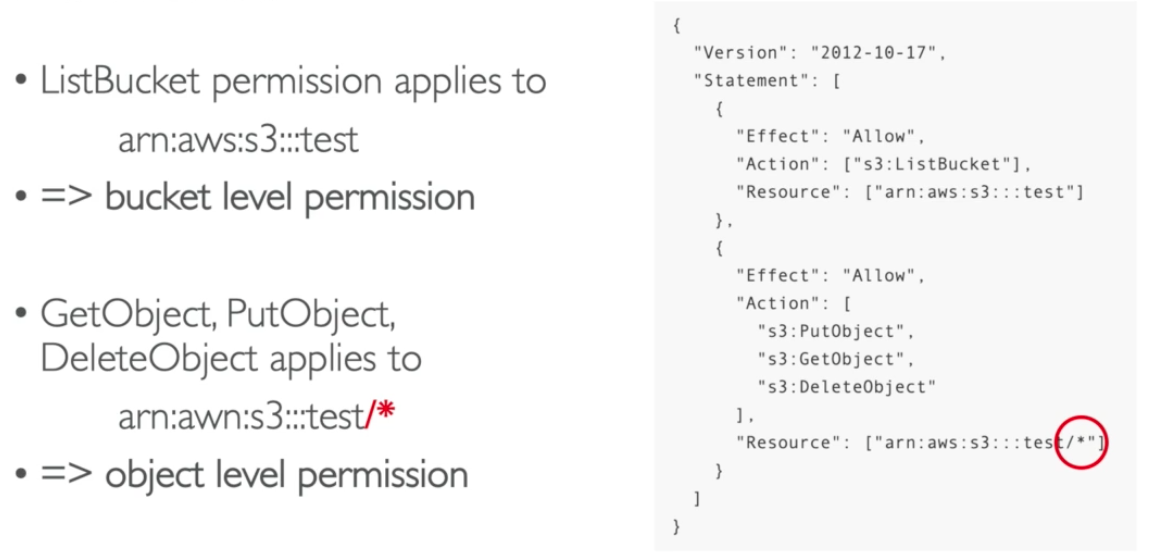 • ListBucket permission applies to
arn:aws:s3:::test
• => bucket level permission
• GetObject, PutObject,
DeleteObject applies to
arn:awn:s3:::test/*
• => object level permission
{
"Version": "2012-10-17",
"Statement": [
{
"Effect": "Allow",
"Action": ["s3:ListBucket"],
"Resource": ["arn:aws:s3:::test"]
},
{
"Effect": "Allow",
"Action": [
"s3:PutObject",
"s3:GetObject",
"s3:DeleteObject"
],
"Resource": ["arn:aws:s3:::test/*"]
}
]
}